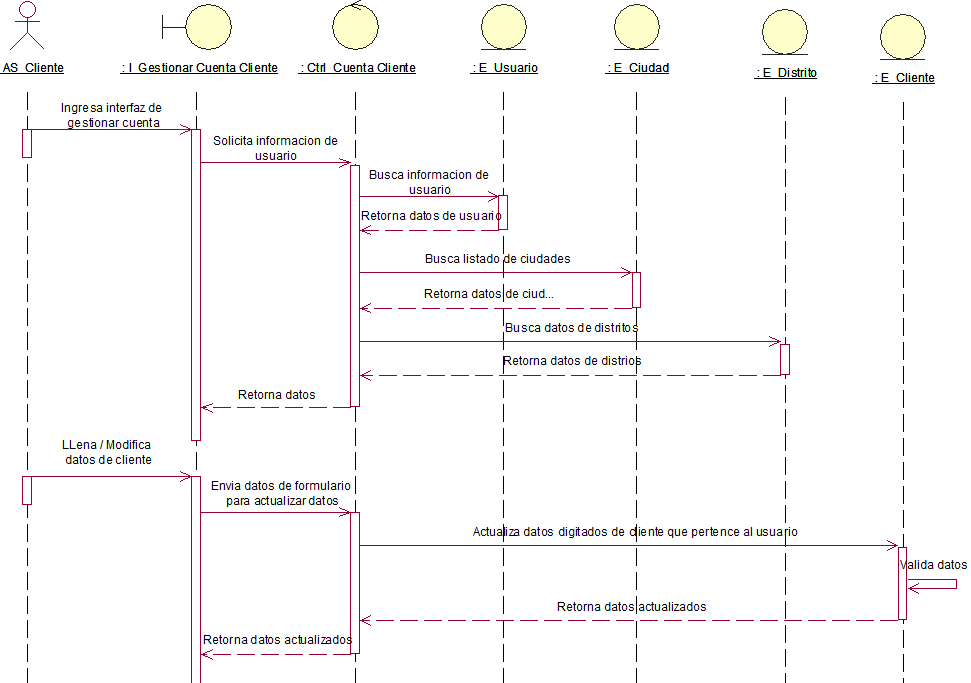 AS_Cliente
: I_Gestionar Cuenta Cliente
: Ctrl_Cuenta Cliente
: E_Usuario
: E_Ciudad
: E_Distrito
: E_Cliente
Ingresa interfaz de
gestionar cuenta
Solicita informacion de
usuario
Busca informacion de
usuario
Retorna datos de usuario
Busca listado de ciudades
Retorna datos de ciud...
Busca datos de distritos
Retorna datos de distrios
Retorna datos
LLena / Modifica
datos de cliente
Envia datos de formulario
para actualizar datos
Actualiza datos digitados de cliente que pertence al usuario
Valida datos
Retorna datos actualizados
Retorna datos actualizados